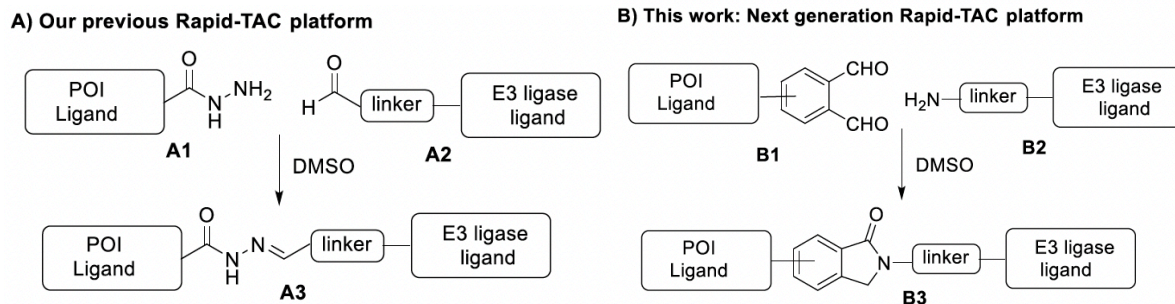 A) Our previous Rapid-TAC platform
POI
Ligand
O
N
H
NH2
A1
O
H
linker
E3 ligase
ligand
A2
DMSO
POI
Ligand
O
N
H
N
linker
E3 ligase
ligand
A3
B) This work: Next generation Rapid-TAC platform
POI
Ligand
CHO
CHO
B1
H2N
linker
E3 ligase
ligand
B2
DMSO
POI
Ligand
O
N
linker
E3 ligase
ligand
B3